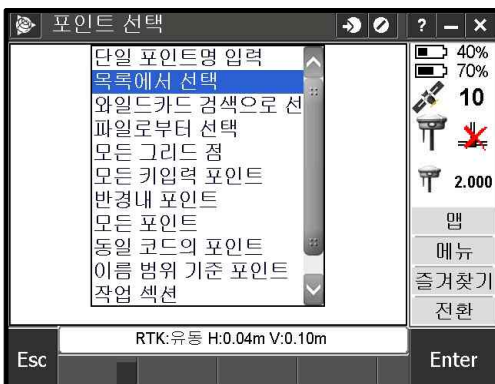 포인트 선택
? – x
단일 포인트명 입력
목록에서 선택
와일드카드 검색으로 선
파일로부터 선택
모든 그리드 점
모든 키입력 포인트
반경내 포인트
모든 포인트
동일 코드의 포인트
이름 범위 기준 포인트
작업 섹션
40%
70%
10
2.000
맵
메뉴
즐겨찾기
전환
RTK:유동 H:0.04m V:0.10m
Esc
Enter